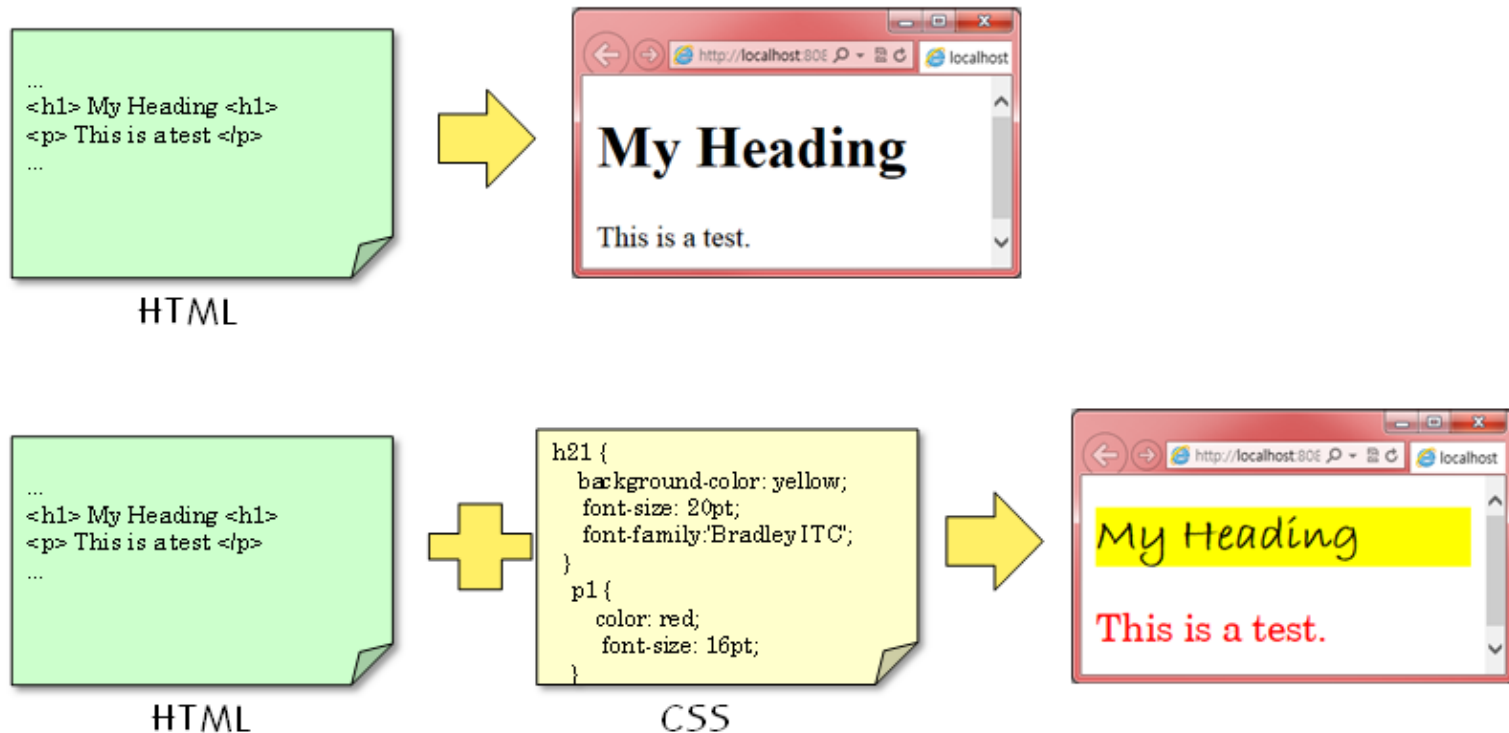 ...
<h1> My Heading <h1>
<p> This is a test </p>
...
HTML
http://localhost:808
localhost
My Heading
This is a test.
...
<h1> My Heading <h1>
<p> This is a test </p>
...
HTML
h21 {
background-color: yellow;
font-size: 20pt;
font-family:'Bradley ITC';
}
p1 {
color: red;
font-size: 16pt;
}
CSS
http://localhost:808
localhost
My Heading
This is a test.